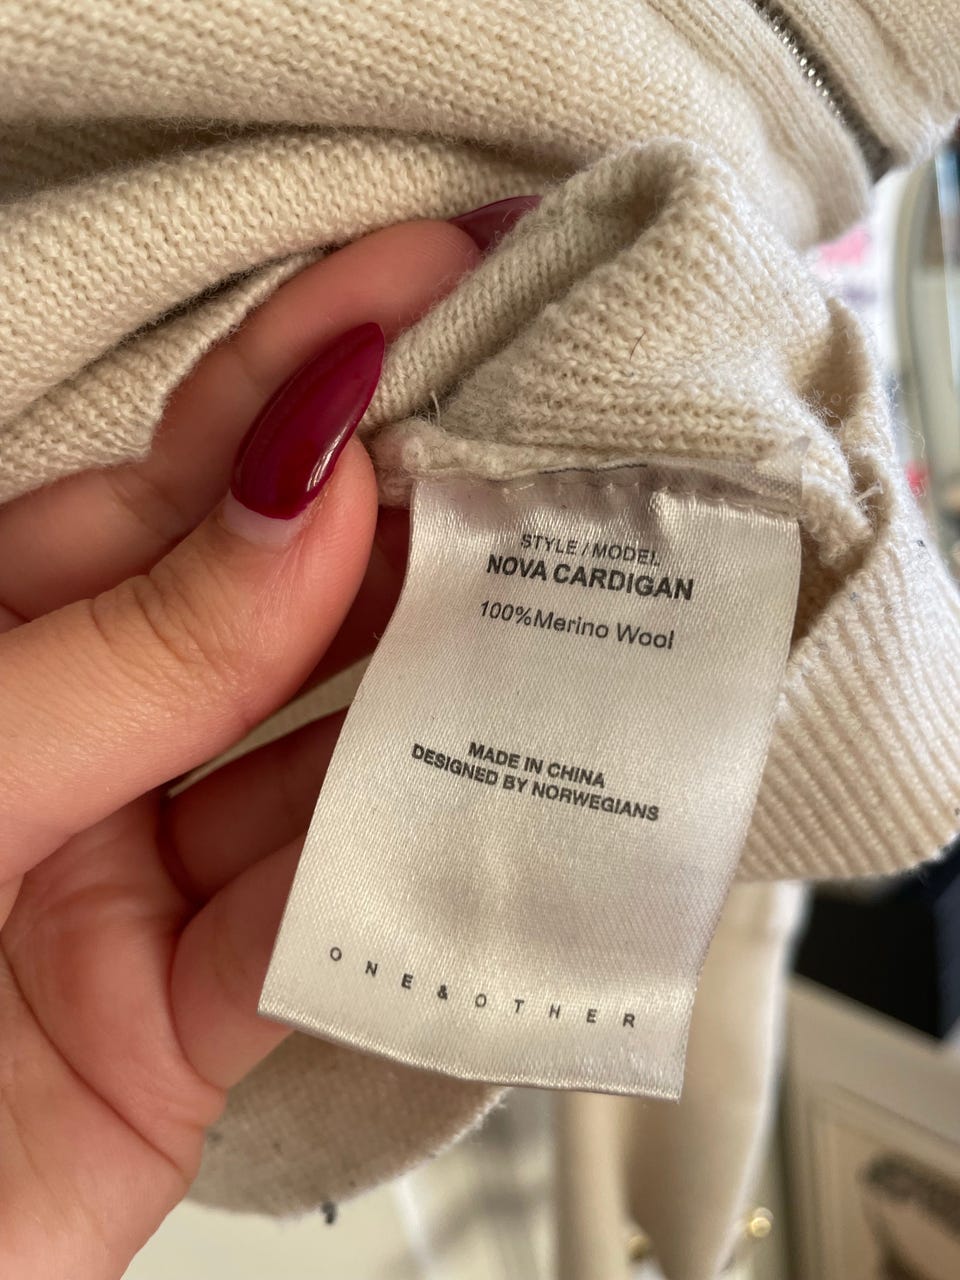 STYLE / MODEL
NOVA CARDIGAN
100%Merino Wool
MADE IN CHINA
DESIGNED BY NORWEGIANS
ONE & OTHER